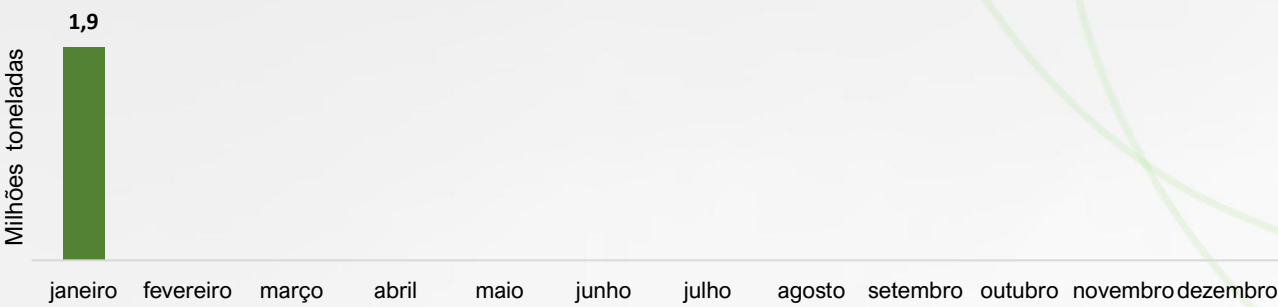 1,9
Milhões toneladas
janeiro fevereiro março abril maio junho julho agosto setembro outubro novembro dezembro